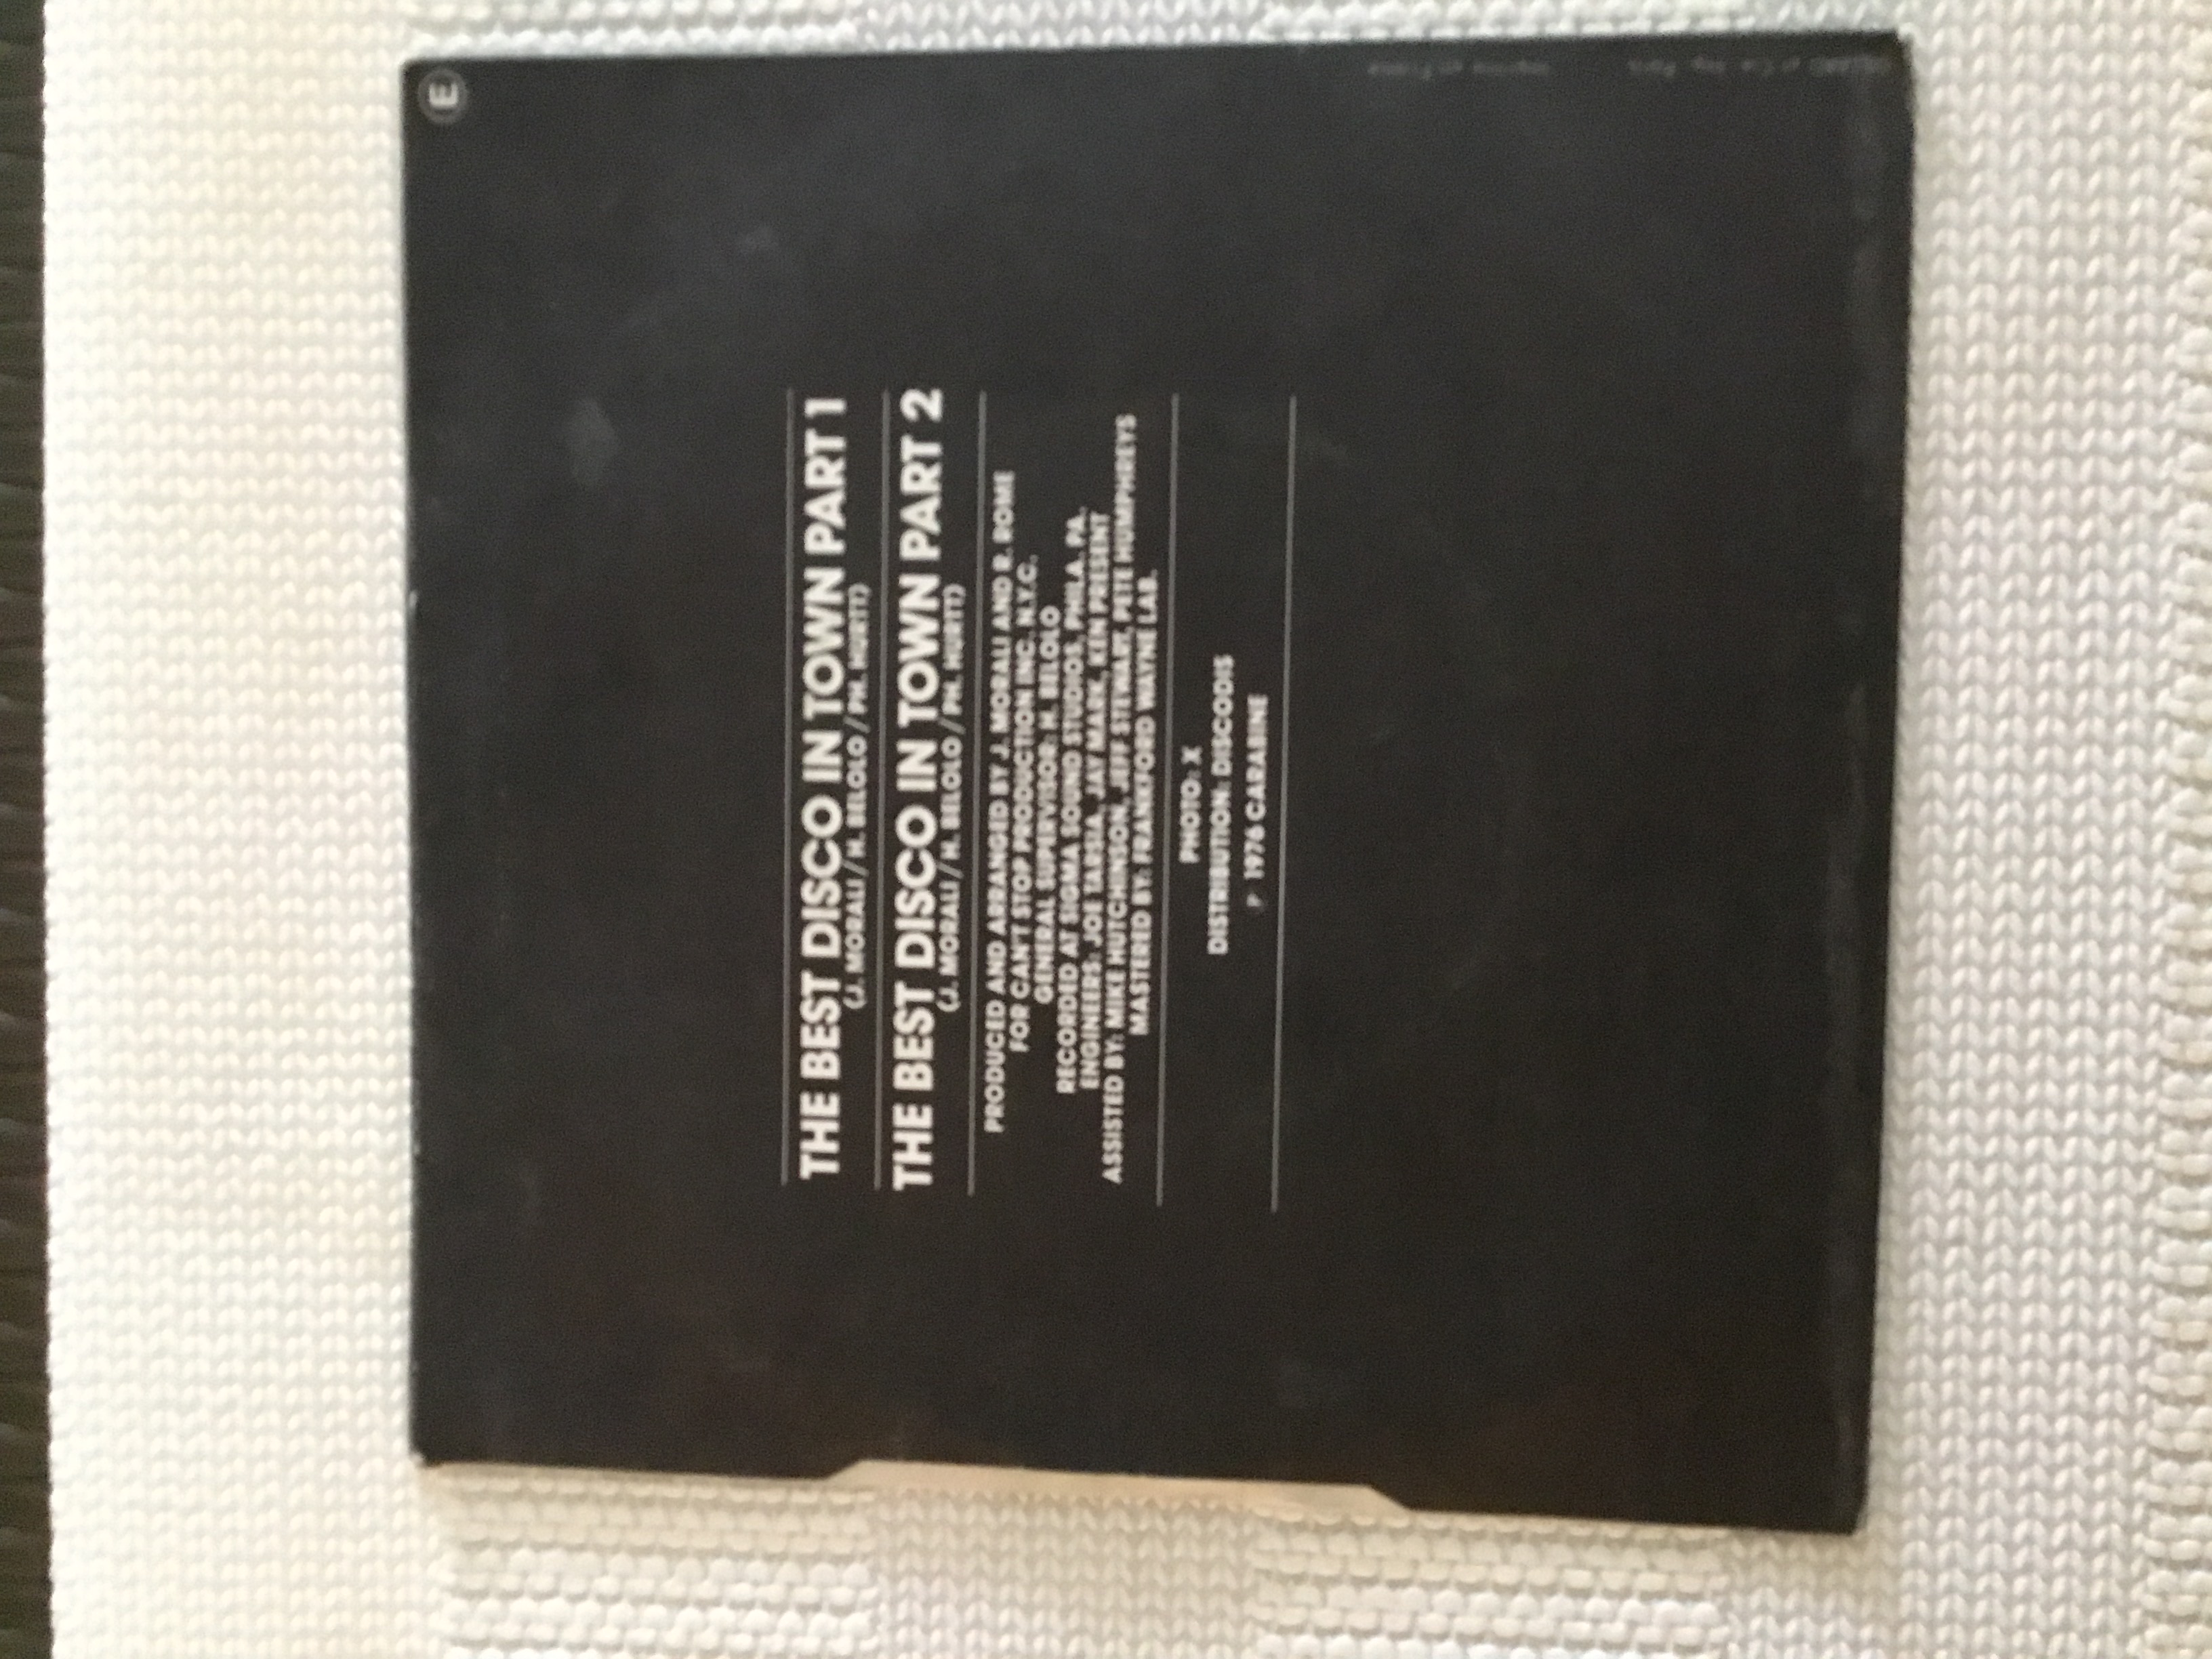 E
THE BEST DISCO IN TOWN PART 1
(J. MORALI / H. BELOLO / PH. HURTT)
THE BEST DISCO IN TOWN PART 2
(J. MORALI / H. BELOLO / PH. HURTT)
PRODUCED AND ARRANGED BY J. MORALI AND R. ROME
FOR CAN'T STOP PRODUCTION INC. N.Y.C.
GENERAL SUPERVISOR: H. BELOLO
RECORDED AT SIGMA SOUND STUDIOS, PHILA. PA.
ENGINEERS: JOE TARSIA, JAY MARK, KEN PRESENT
ASSISTED BY: MIKE HUTCHINSON, JEFF STEWART, PETE HUMPHREYS
MASTERED BY: FRANKFORD WAYNE LAB.
PHOTO: X
DISTRIBUTION: DISCODIS
℗ 1976 CARABINE